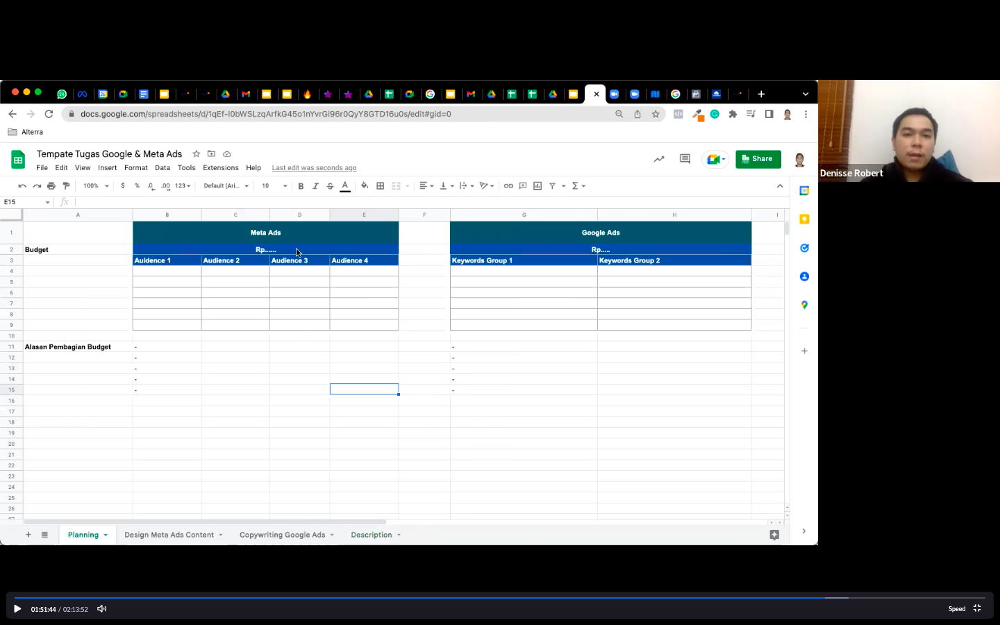 24
26
docs.google.com/spreadsheets/d/1qEf-I0bWSLzqArfkG45o1nYvrGi96r0QyY8GTD16u0s/edit#gid=0
Alterra
Tempate Tugas Google & Meta Ads
File Edit View Insert Format Data Tools Extensions Help Last edit was seconds ago
Share
100% $ % .0 .00 123 Default (Ari... 10 B I S A
E15 fx
A B C D E F G H I
1 Meta Ads Google Ads
2 Budget Rp...... Rp.....
3 Auidence 1 Audience 2 Audience 3 Audience 4 Keywords Group 1 Keywords Group 2
4
5
6
7
8
9
10
11 Alasan Pembagian Budget - -
12 - -
13 - -
14 - -
15 - -
16
17
18
19
20
21
22
23
24
25
26
27
Planning Design Meta Ads Content Copywriting Google Ads Description
Denisse Robert
01:51:44 / 02:13:52
Speed